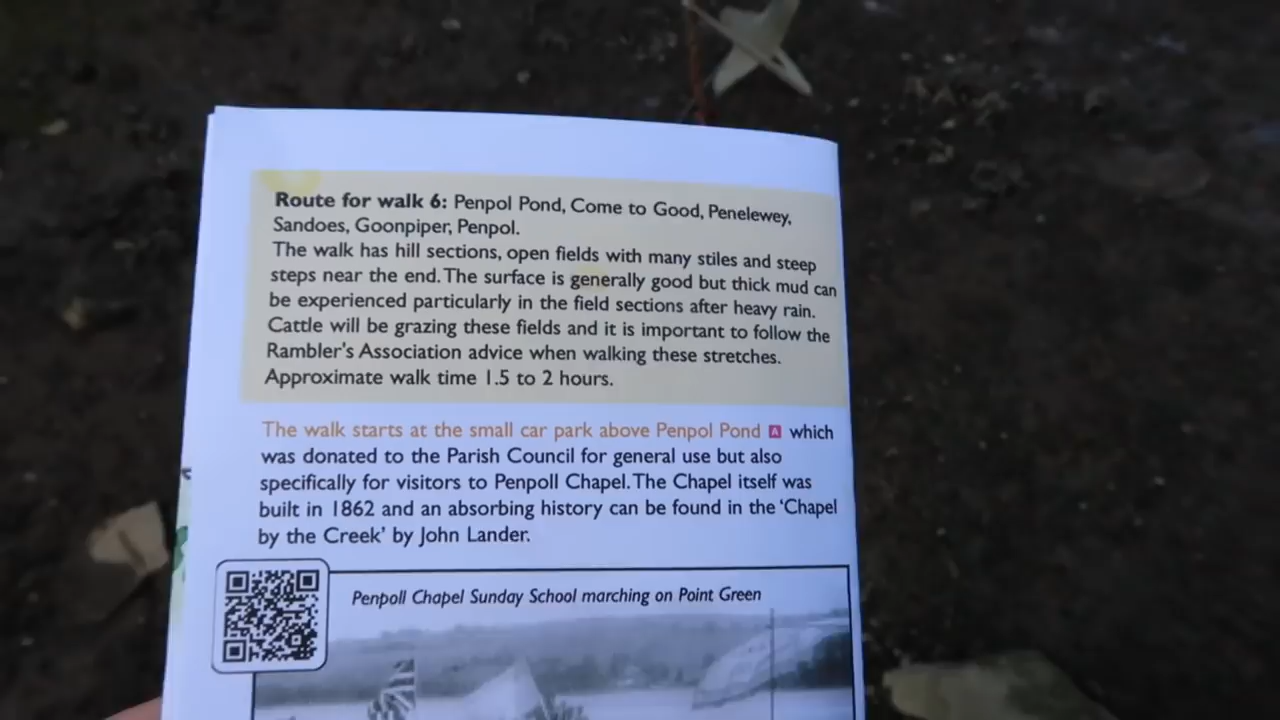 Route for walk 6: Penpol Pond, Come to Good, Penelewey,
Sandoes, Goonpiper, Penpol.
The walk has hill sections, open fields with many stiles and steep
steps near the end. The surface is generally good but thick mud can
be experienced particularly in the field sections after heavy rain.
Cattle will be grazing these fields and it is important to follow the
Rambler's Association advice when walking these stretches.
Approximate walk time 1.5 to 2 hours.
The walk starts at the small car park above Penpol Pond A which
was donated to the Parish Council for general use but also
specifically for visitors to Penpoll Chapel. The Chapel itself was
built in 1862 and an absorbing history can be found in the ‘Chapel
by the Creek’ by John Lander.
Penpoll Chapel Sunday School marching on Point Green